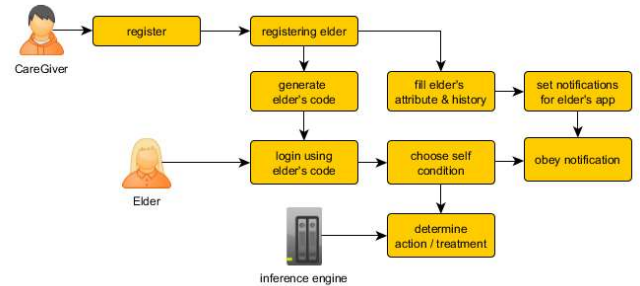 register
registering elder
CareGiver
generate
elder's code
fill elder's
attribute & history
set notifications
for elder's app
login using
elder's code
choose self
condition
obey notification
Elder
determine
action / treatment
inference engine